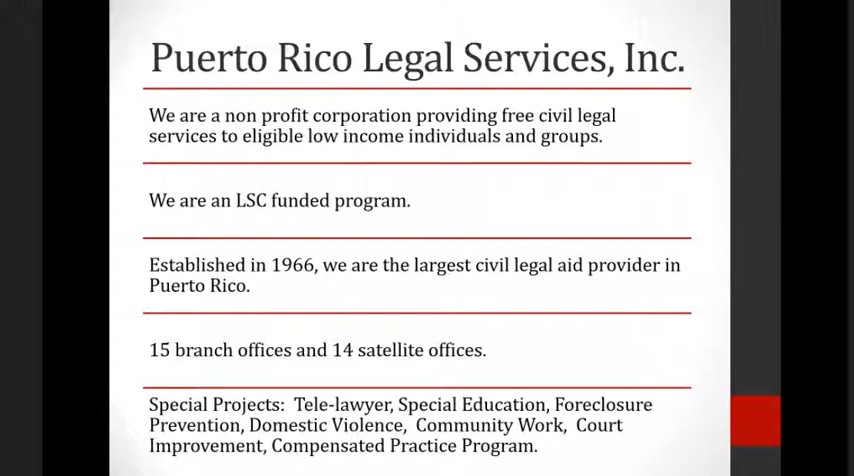 Puerto Rico Legal Services, Inc.
We are a non profit corporation providing free civil legal
services to eligible low income individuals and groups.
We are an LSC funded program.
Established in 1966, we are the largest civil legal aid provider in
Puerto Rico.
15 branch offices and 14 satellite offices.
Special Projects:  Tele-lawyer, Special Education, Foreclosure
Prevention, Domestic Violence,  Community Work,  Court
Improvement, Compensated Practice Program.